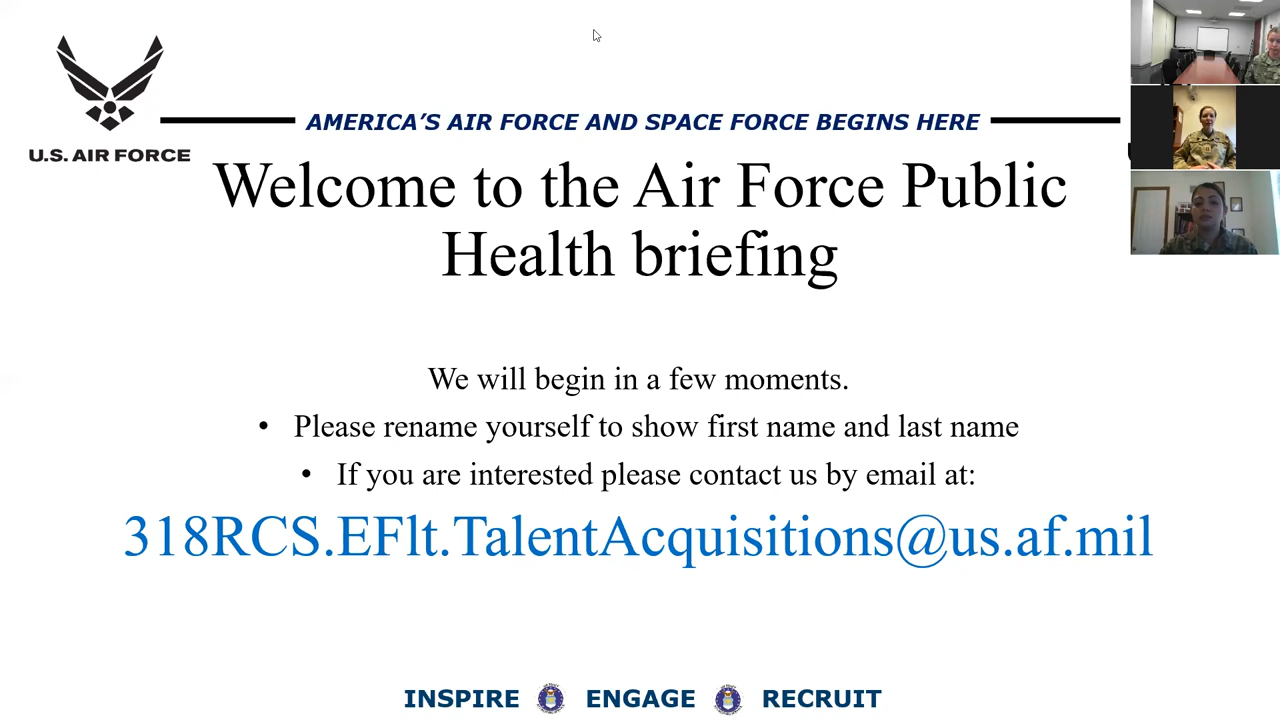 AMERICA'S AIR FORCE AND SPACE FORCE BEGINS HERE
U.S. AIR FORCE
Welcome to the Air Force Public
Health briefing
We will begin in a few moments.
• Please rename yourself to show first name and last name
• If you are interested please contact us by email at:
318RCS.EFlt.TalentAcquisitions@us.af.mil
INSPIRE ENGAGE RECRUIT